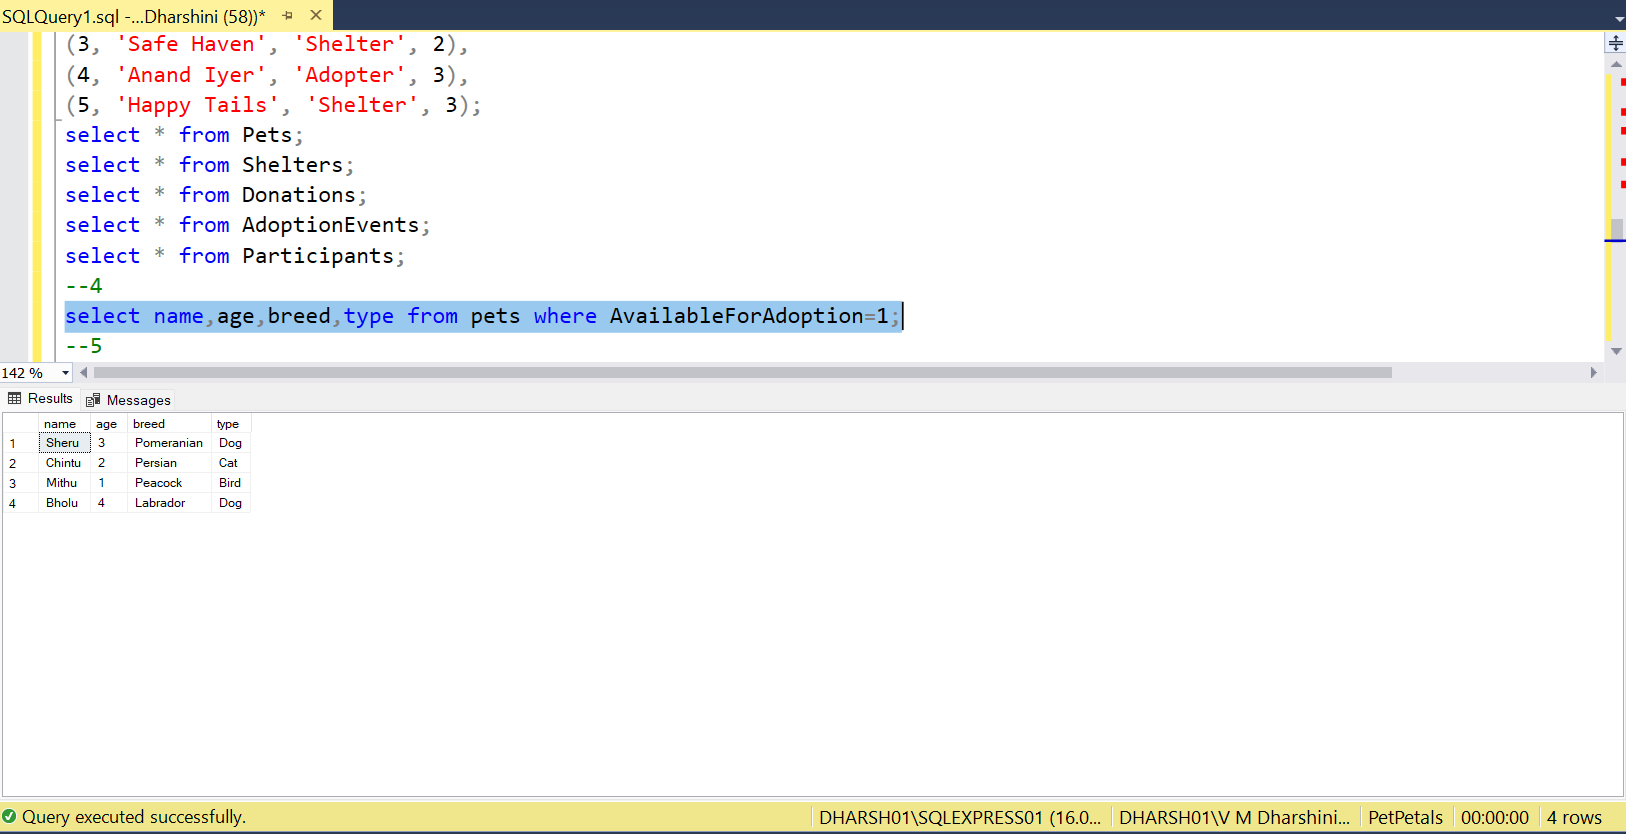 SQLQuery1.sql -...Dharshini (58))*
(3, 'Safe Haven', 'Shelter', 2),
(4, 'Anand Iyer', 'Adopter', 3),
(5, 'Happy Tails', 'Shelter', 3);
select * from Pets;
select * from Shelters;
select * from Donations;
select * from AdoptionEvents;
select * from Participants;
--4
select name,age,breed,type from pets where AvailableForAdoption=1;
--5
142 %
Results Messages
name age breed type
1 Sheru 3 Pomeranian Dog
2 Chintu 2 Persian Cat
3 Mithu 1 Peacock Bird
4 Bholu 4 Labrador Dog
Query executed successfully. DHARSH01\SQLEXPRESS01 (16.0... DHARSH01\V M Dharshini... PetPetals 00:00:00 4 rows